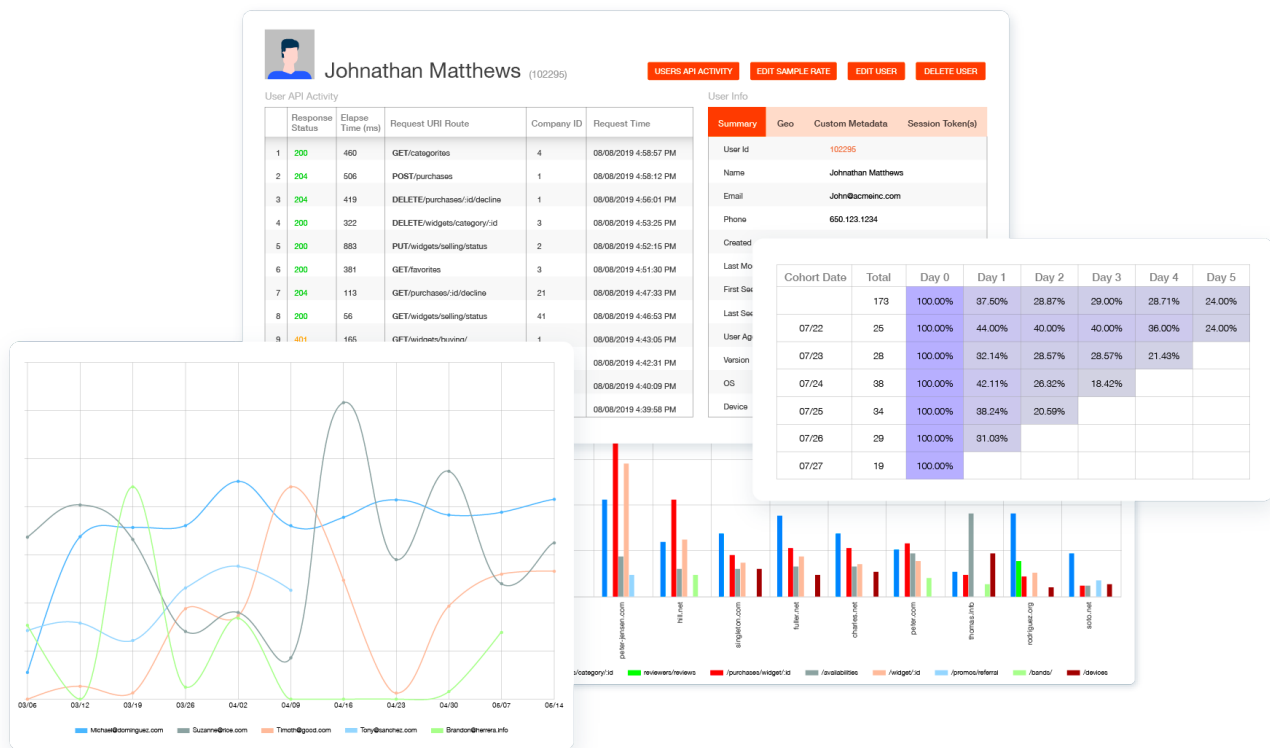 Johnathan Matthews (102295)
USERS API ACTIVITY EDIT SAMPLE RATE EDIT USER DELETE USER
User API Activity
Response Status Elapse Time (ms) Request URI Route Company ID Request Time
1 200 460 GET/categorites 4 08/08/2019 4:58:57 PM
2 204 506 POST/purchases 1 08/08/2019 4:58:12 PM
3 204 419 DELETE/purchases/:id/decline 1 08/08/2019 4:56:01 PM
4 200 322 DELETE/widgets/category/:id 3 08/08/2019 4:53:25 PM
5 200 883 PUT/widgets/selling/status 2 08/08/2019 4:52:15 PM
6 200 381 GET/favorites 3 08/08/2019 4:51:30 PM
7 204 113 GET/purchases/:id/decline 21 08/08/2019 4:47:33 PM
8 200 56 GET/widgets/selling/status 41 08/08/2019 4:46:53 PM
9 401 165 GET/widgets/buying/ 1 08/08/2019 4:43:05 PM
08/08/2019 4:42:31 PM
08/08/2019 4:40:09 PM
08/08/2019 4:39:58 PM
User Info
Summary Geo Custom Metadata Session Token(s)
User Id 102295
Name Johnathan Matthews
Email John@acmeinc.com
Phone 650.123.1234
Created
Last Mo
First See
Last See
User Ag
Version
OS
Device
Cohort Date Total Day 0 Day 1 Day 2 Day 3 Day 4 Day 5
173 100.00% 37.50% 28.87% 29.00% 28.71% 24.00%
07/22 25 100.00% 44.00% 40.00% 40.00% 36.00% 24.00%
07/23 28 100.00% 32.14% 28.57% 28.57% 21.43%
07/24 38 100.00% 42.11% 26.32% 18.42%
07/25 34 100.00% 38.24% 20.59%
07/26 29 100.00% 31.03%
07/27 19 100.00%
03/06 03/12 03/19 03/26 04/02 04/09 04/16 04/23 04/30 06/07 06/14
Michael@dominguez.com Suzanne@rice.com Timoth@good.com Tony@sanchez.com Brandon@herrera.info
peter-jensen.com
hill.net
singleton.com
fuller.net
charles.net
peter.com
thomas.info
rodriguez.org
soto.net
s/category/:id reviewers/reviews /purchases/widget/:id /availabilities /widget/:id /promos/referral /bands/ /devices